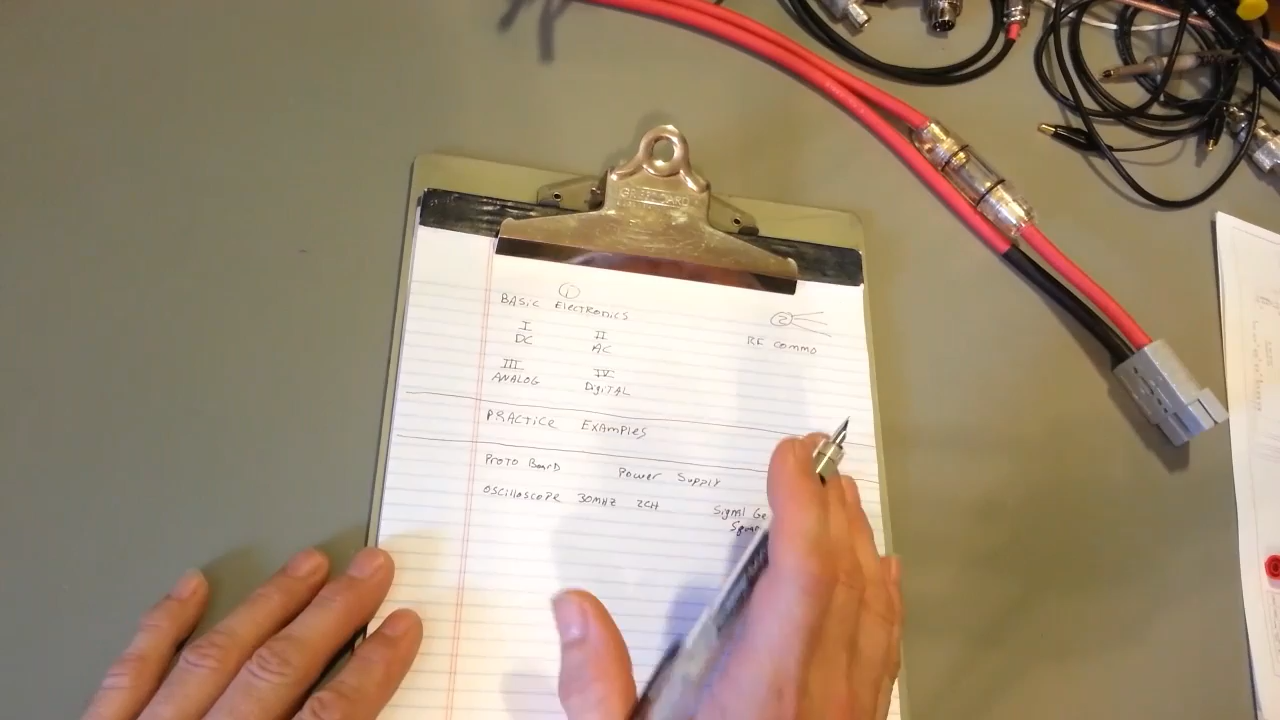 ①
BASIC ElECTRONICS
I II
DC AC
III IV
ANALOG DIgITAL
②
RF COMMO
PRACTICE EXAMPlES
PROTO BOARD POWER SUPPlY
OSCIllOSCOPE 30MHZ 2CH
Signl Ge